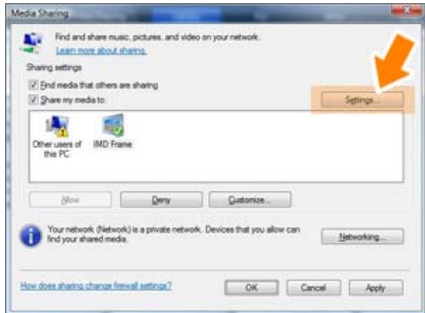 Media Sharing
Find and share music, pictures, and video on your network.
Learn more about sharing.
Sharing settings
Find media that others are sharing
Share my media to:
Settings...
Other users of
this PC
IMD Frame
Allow
Deny
Customize...
Your network (Network) is a private network. Devices that you allow can
find your shared media.
Networking...
How does sharing change firewall settings?
OK
Cancel
Apply